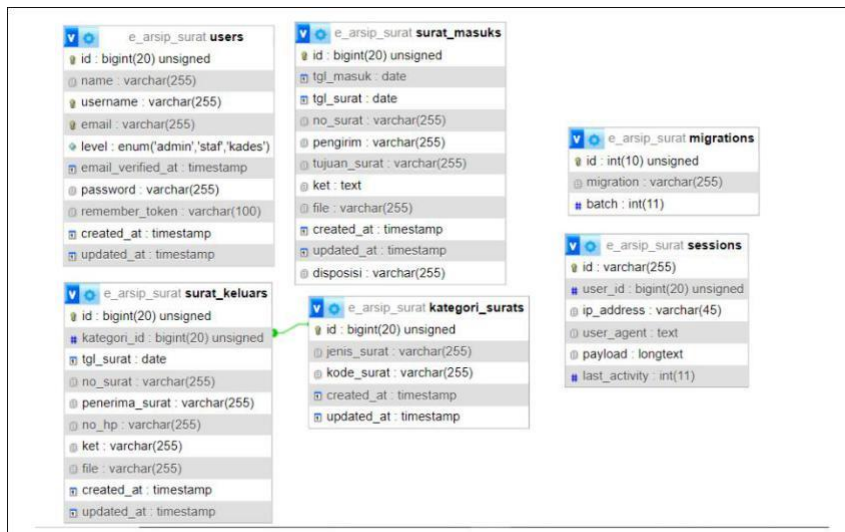 e_arsip_surat users
id : bigint(20) unsigned
name : varchar(255)
username : varchar(255)
email : varchar(255)
level : enum('admin','staf','kades')
email_verified_at : timestamp
password : varchar(255)
remember_token : varchar(100)
created_at : timestamp
updated_at : timestamp
e_arsip_surat surat_masuks
id : bigint(20) unsigned
tgl_masuk : date
tgl_surat : date
no_surat : varchar(255)
pengirim : varchar(255)
tujuan_surat : varchar(255)
ket : text
file : varchar(255)
created_at : timestamp
updated_at : timestamp
disposisi : varchar(255)
e_arsip_surat migrations
id : int(10) unsigned
migration : varchar(255)
batch : int(11)
e_arsip_surat sessions
id : varchar(255)
user_id : bigint(20) unsigned
ip_address : varchar(45)
user_agent : text
payload : longtext
last_activity : int(11)
e_arsip_surat surat_keluars
id : bigint(20) unsigned
kategori_id : bigint(20) unsigned
tgl_surat : date
no_surat : varchar(255)
penerima_surat : varchar(255)
no_hp : varchar(255)
ket : varchar(255)
file : varchar(255)
created_at : timestamp
updated_at : timestamp
e_arsip_surat kategori_surats
id : bigint(20) unsigned
jenis_surat : varchar(255)
kode_surat : varchar(255)
created_at : timestamp
updated_at : timestamp